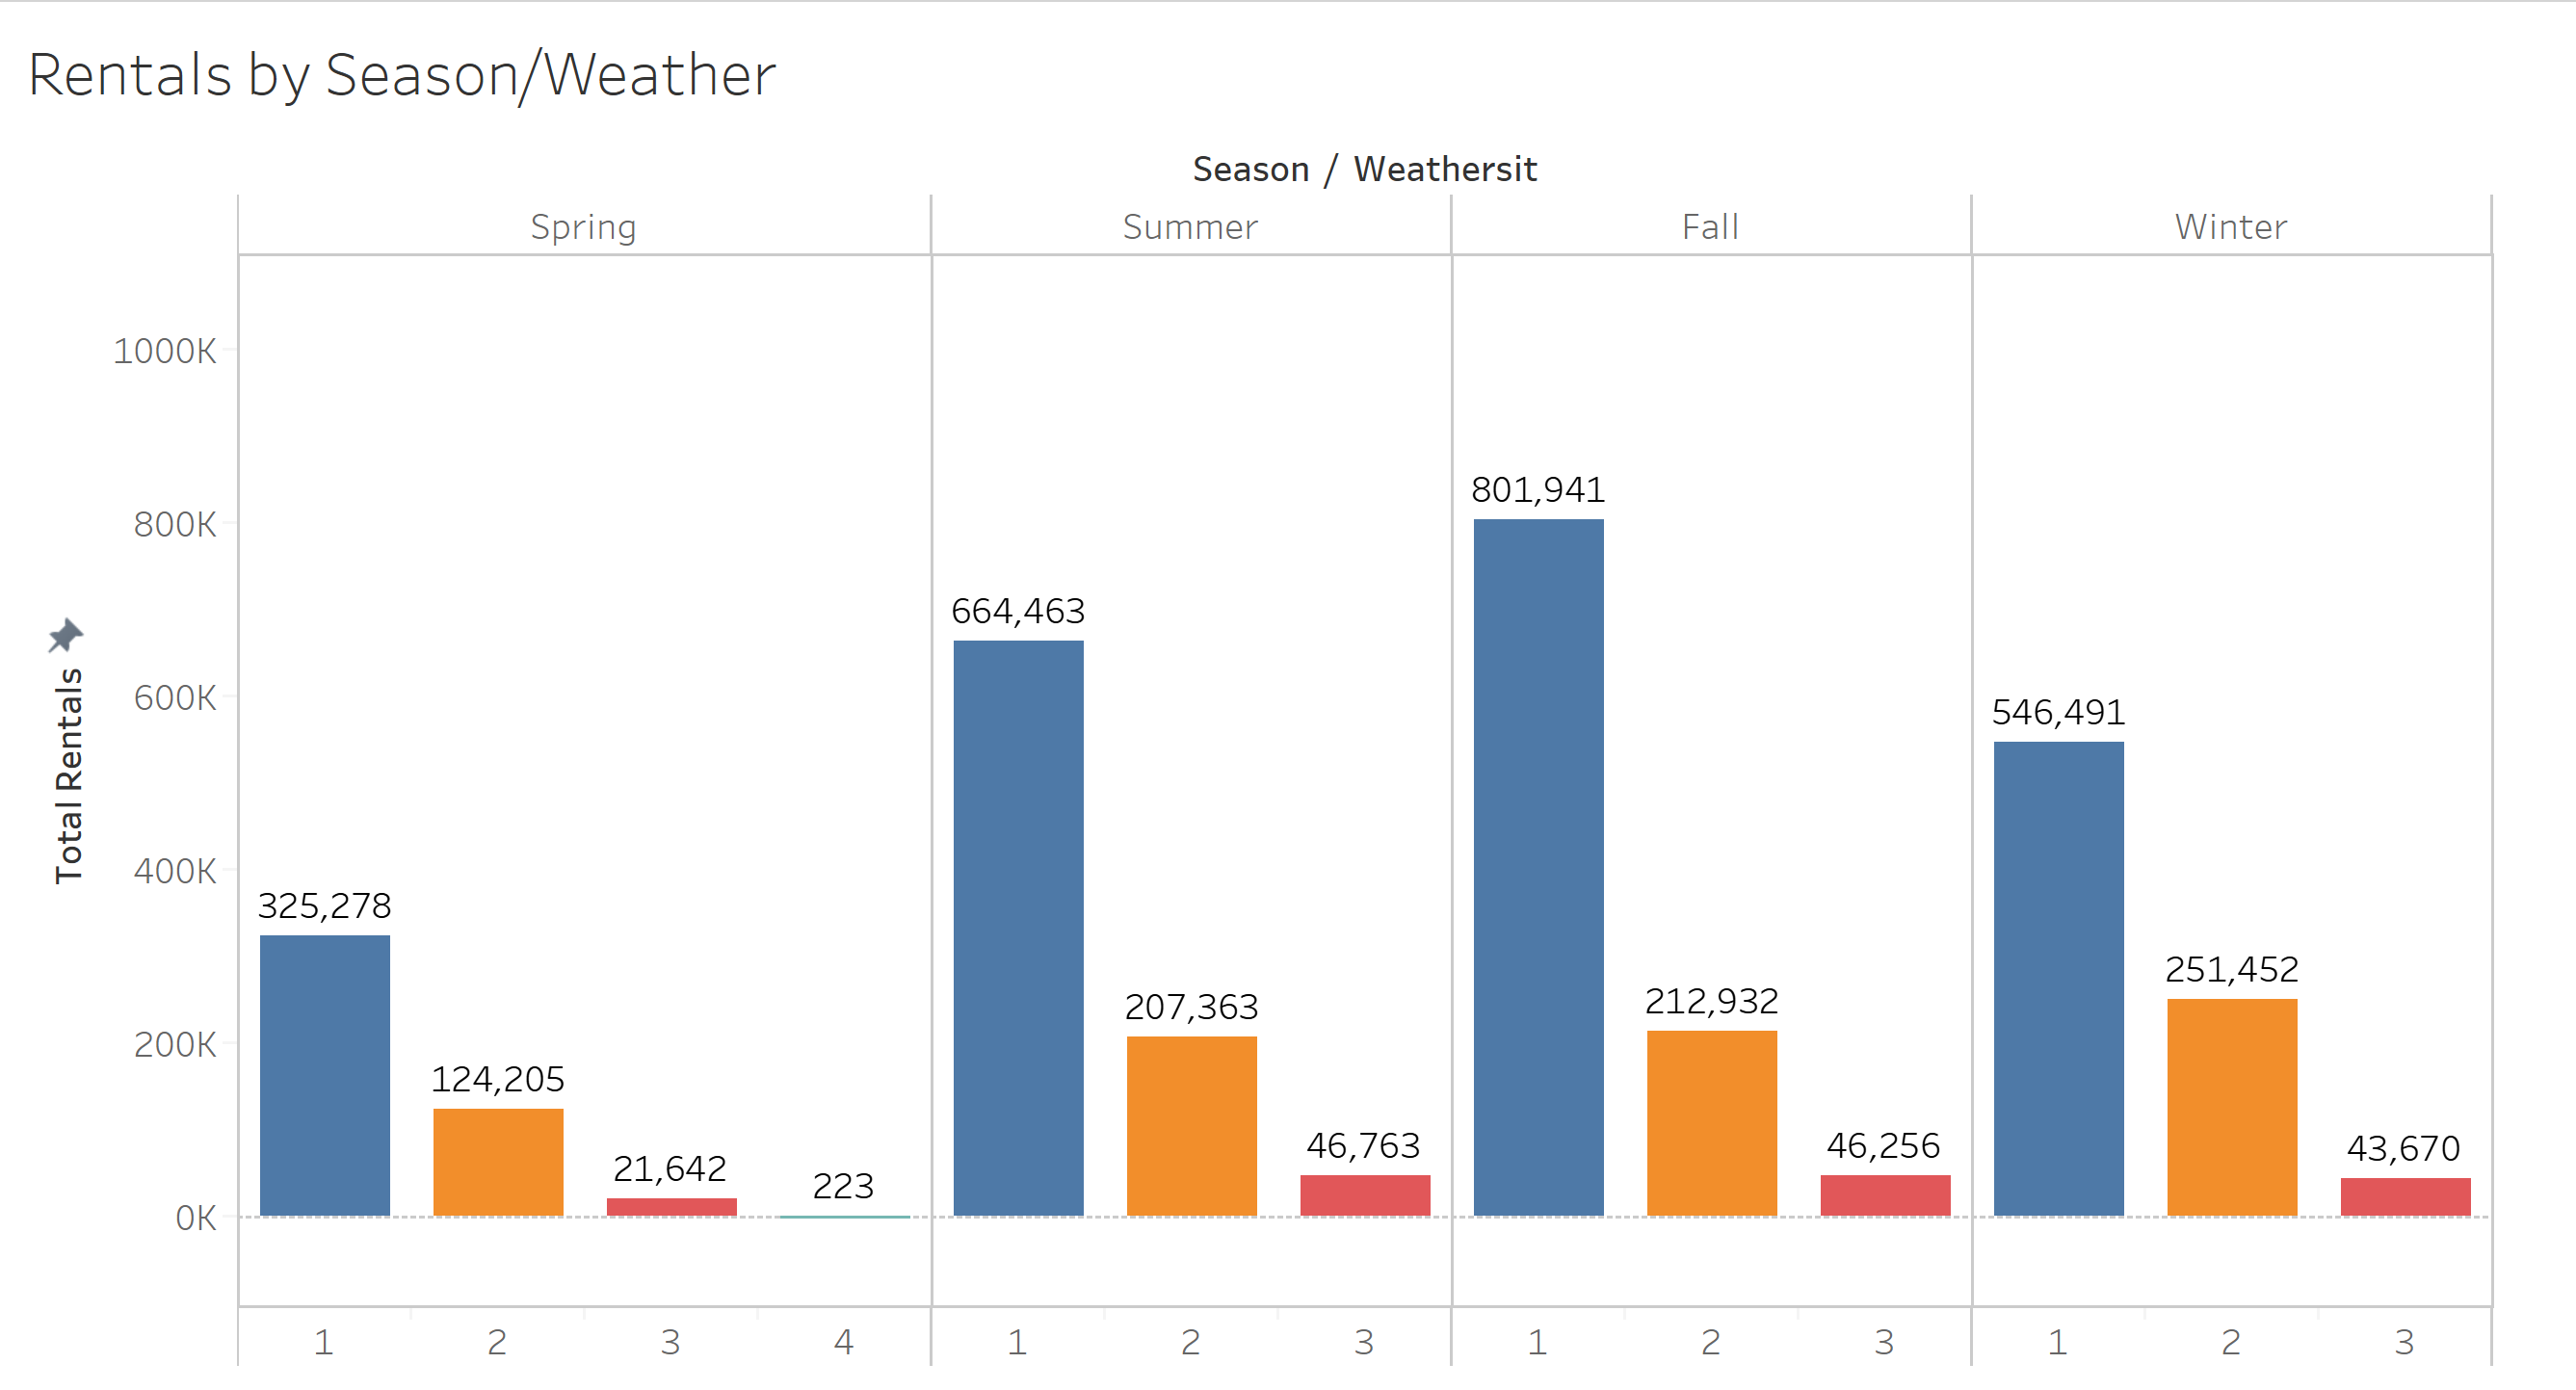 Rentals by Season/Weather
Season / Weathersit
Spring Summer Fall Winter
Total Rentals
1000K
800K
600K
400K
200K
0K
325,278
124,205
21,642
223
664,463
207,363
46,763
801,941
212,932
46,256
546,491
251,452
43,670
1 2 3 4 1 2 3 1 2 3 1 2 3